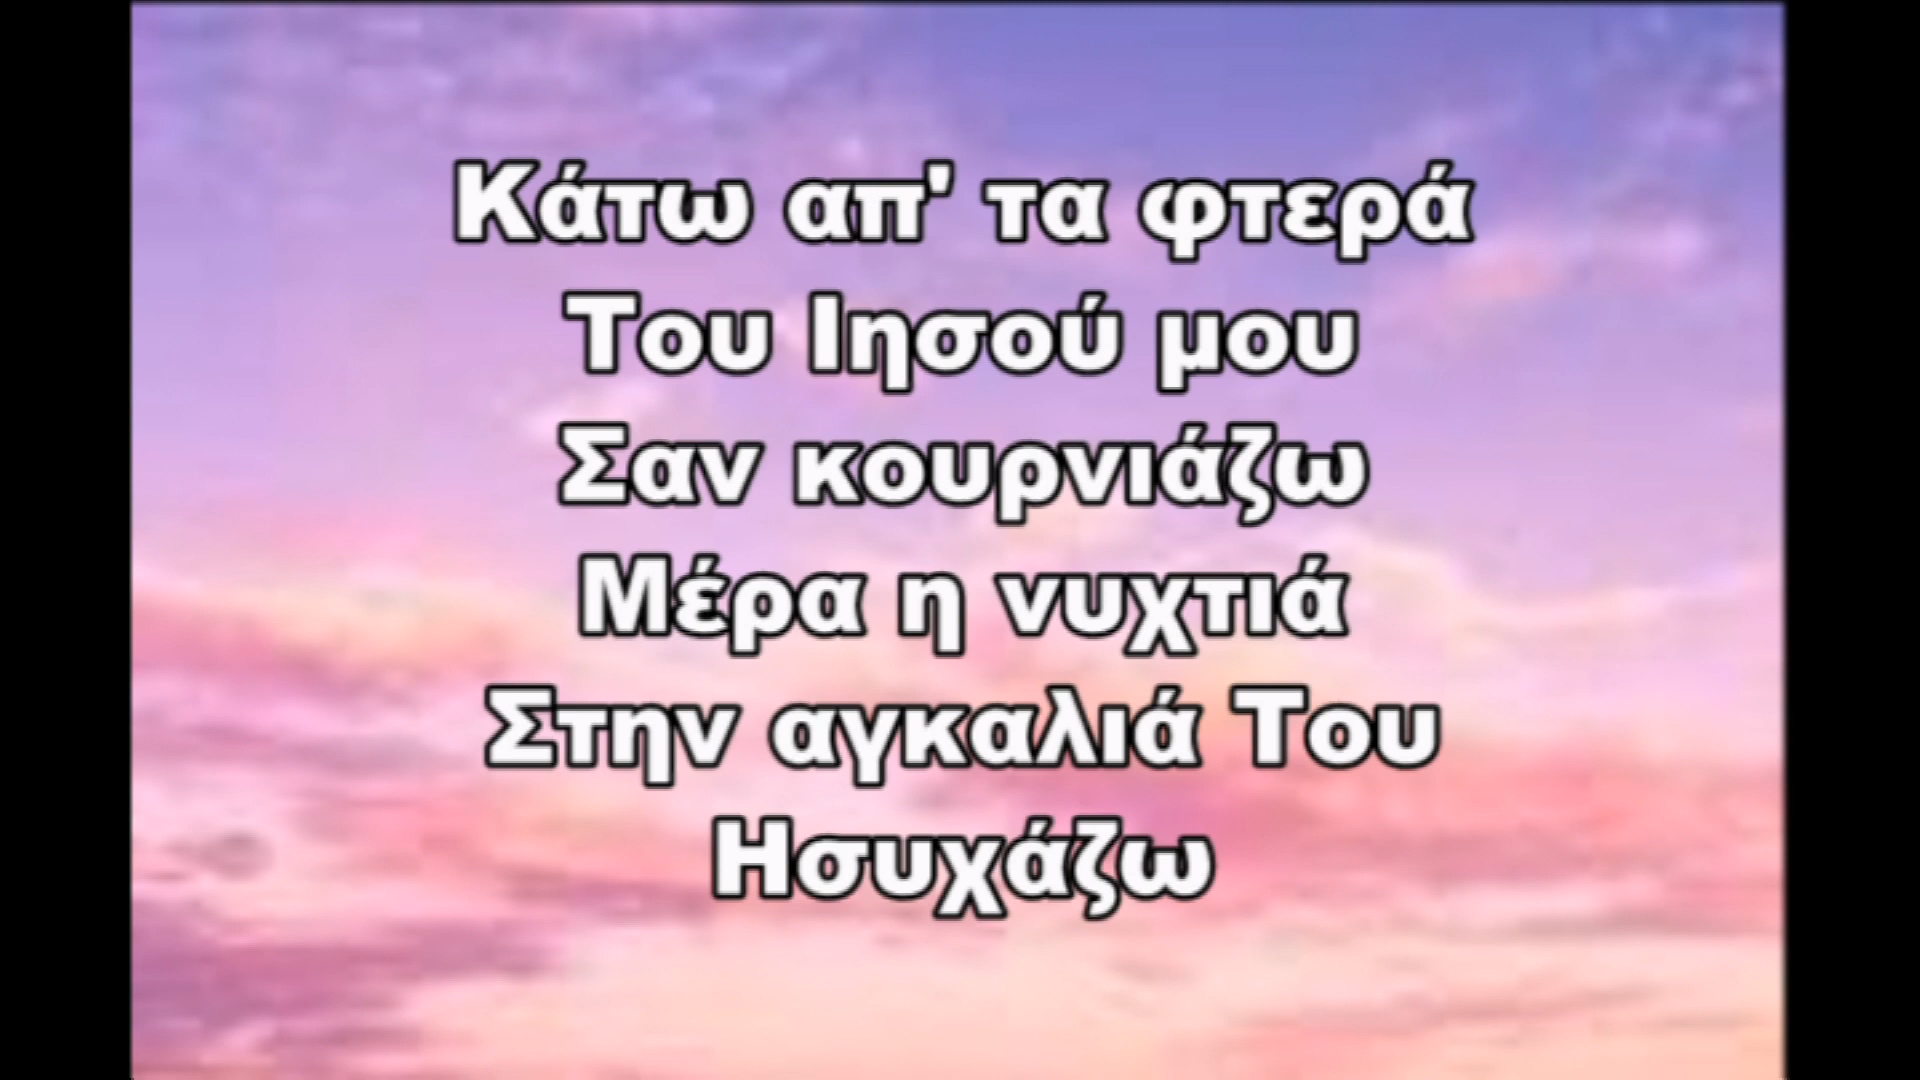 Κάτω απ' τα φτερά
Του Ιησού μου
Σαν κουρνιάζω
Μέρα η νυχτιά
Στην αγκαλιά Του
Ησυχάζω